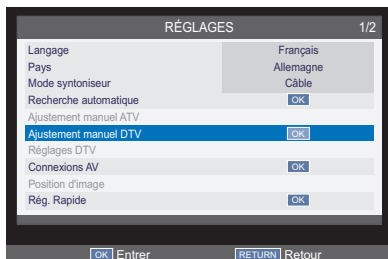 RÉGLAGES 1/2
Langage Français
Pays Allemagne
Mode syntoniseur Câble
Recherche automatique OK
Ajustement manuel ATV
Ajustement manuel DTV OK
Réglages DTV
Connexions AV OK
Position d'image
Rég. Rapide OK
OK Entrer RETURN Retour